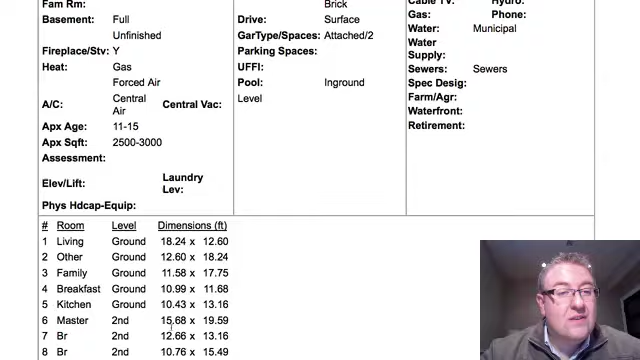 Fam Rm:
Basement: Full
Unfinished
Fireplace/Stv: Y
Heat: Gas
Forced Air
A/C: Central Air Central Vac:
Apx Age: 11-15
Apx Sqft: 2500-3000
Assessment:
Elev/Lift: Laundry Lev:
Phys Hdcap-Equip:
Brick
Drive: Surface
GarType/Spaces: Attached/2
Parking Spaces:
UFFI:
Pool: Inground
Level
Cable TV: Hydro:
Gas: Phone:
Water: Municipal
Water Supply:
Sewers: Sewers
Spec Desig:
Farm/Agr:
Waterfront:
Retirement:
# Room Level Dimensions (ft)
1 Living Ground 18.24 x 12.60
2 Other Ground 12.60 x 18.24
3 Family Ground 11.58 x 17.75
4 Breakfast Ground 10.99 x 11.68
5 Kitchen Ground 10.43 x 13.16
6 Master 2nd 15.68 x 19.59
7 Br 2nd 12.66 x 13.16
8 Br 2nd 10.76 x 15.49